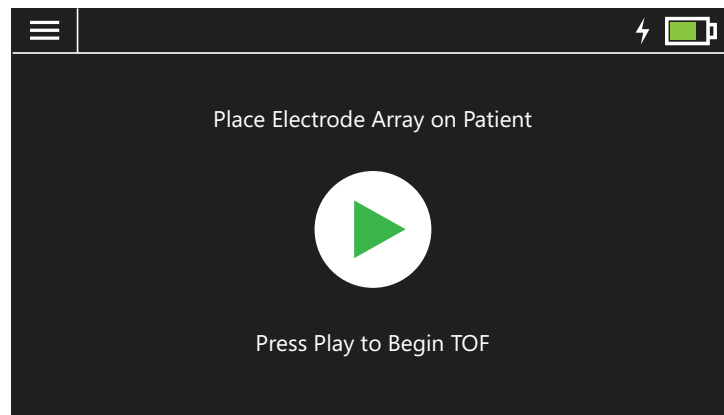 Place Electrode Array on Patient
Press Play to Begin TOF